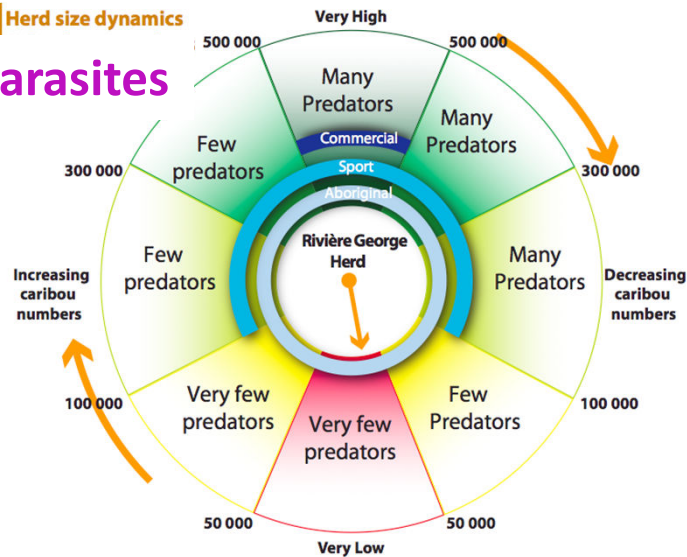 Herd size dynamics
arasites
Very High
500 000
500 000
Many
Predators
Many
Predators
Few
predators
Commercial
Sport
Aboriginal
300 000
300 000
Rivière George
Herd
Few
predators
Many
Predators
Increasing
caribou
numbers
Decreasing
caribou
numbers
Very few
predators
Few
Predators
Very few
predators
100 000
100 000
50 000
50 000
Very Low